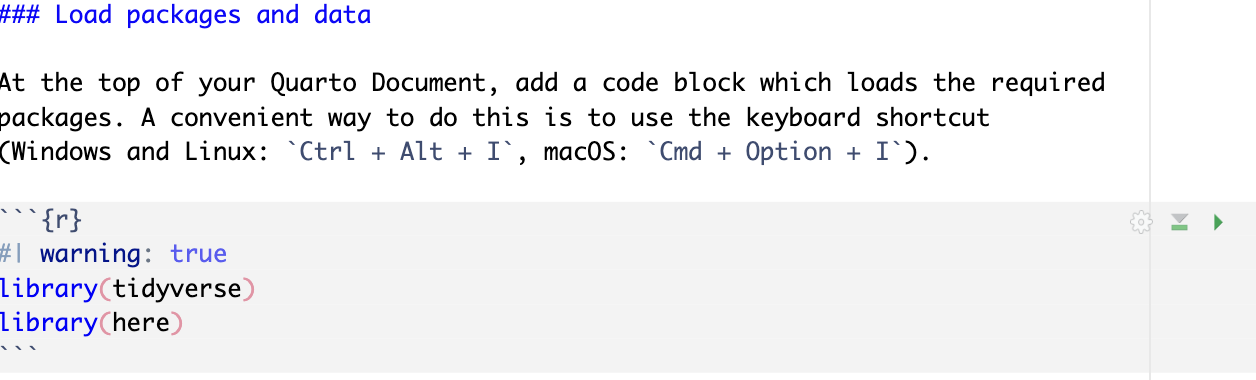 ### Load packages and data
At the top of your Quarto Document, add a code block which loads the required
packages. A convenient way to do this is to use the keyboard shortcut
(Windows and Linux: `Ctrl + Alt + I`, macOS: `Cmd + Option + I`).
```{r}
#| warning: true
library(tidyverse)
library(here)
```